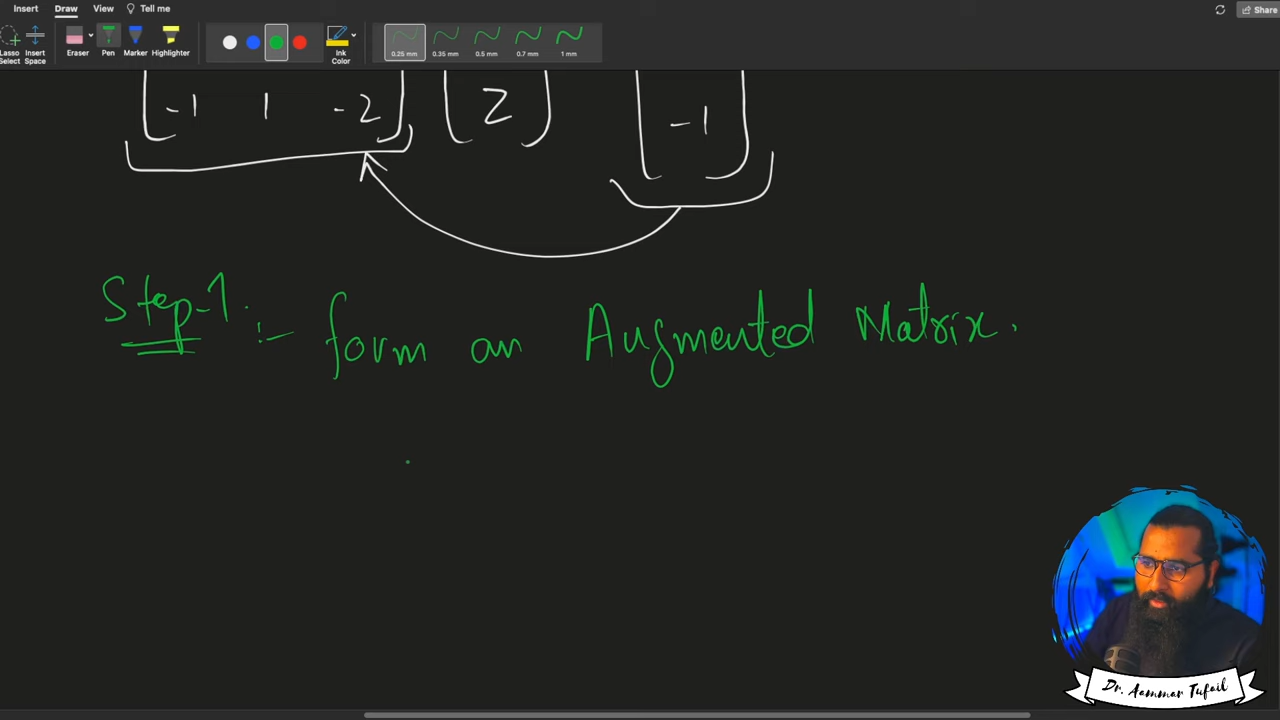 Insert Draw View Tell me Share
Lasso Select Insert Space Eraser Pen Marker Highlighter Ink Color 0.25 mm 0.35 mm 0.5 mm 0.7 mm 1 mm
-1 1 -2 Z -1
Step-1 :- form an Augmented Matrix.
Dr. Aammar Tufail